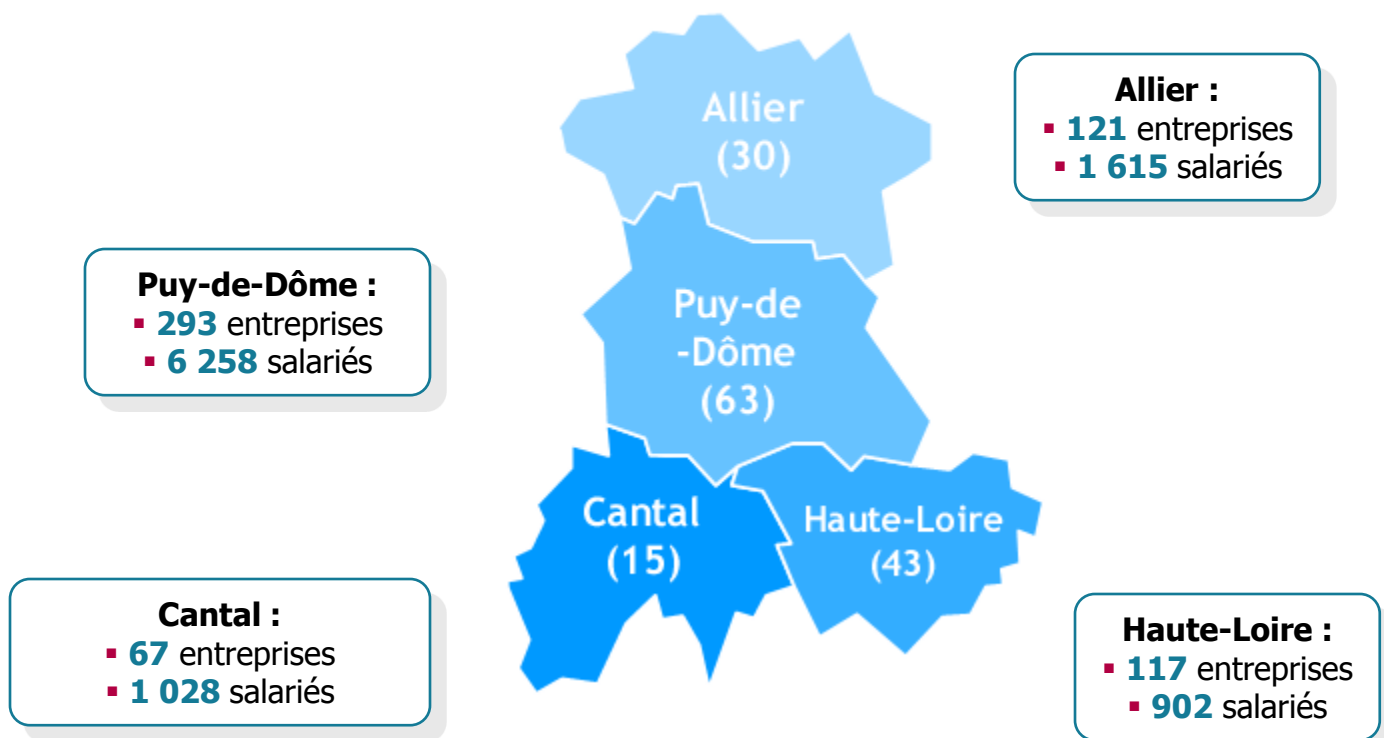 Allier
(30)
Allier :
▪ 121 entreprises
▪ 1 615 salariés
Puy-de-Dôme :
▪ 293 entreprises
▪ 6 258 salariés
Puy-de
-Dôme
(63)
Cantal
(15)
Haute-Loire
(43)
Cantal :
▪ 67 entreprises
▪ 1 028 salariés
Haute-Loire :
▪ 117 entreprises
▪ 902 salariés